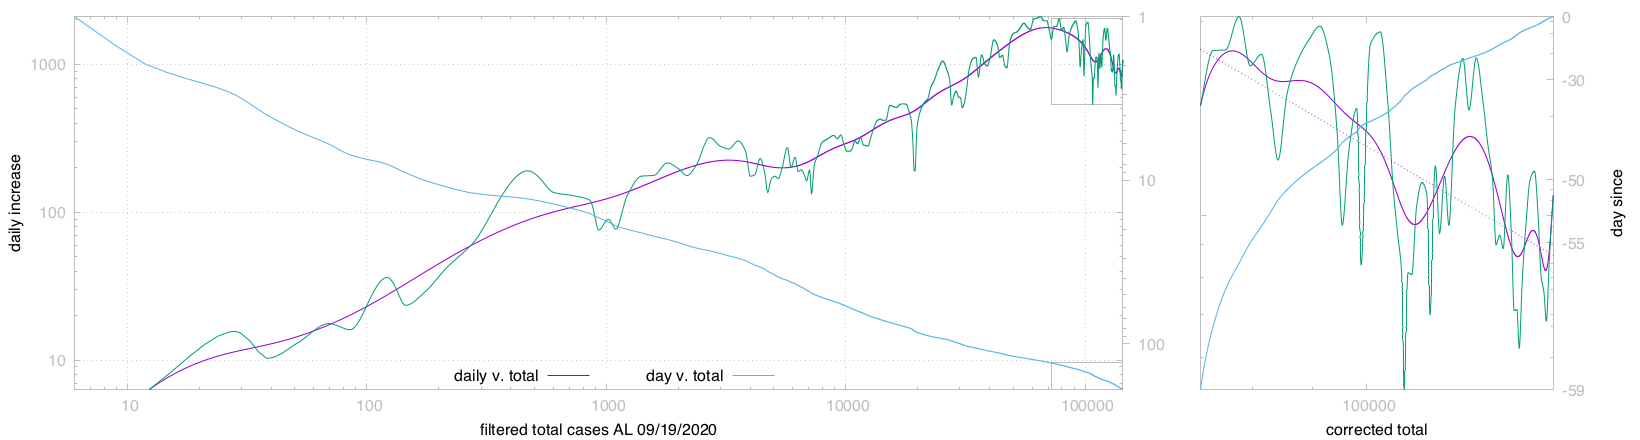 1000
100
10
daily increase
10
100
1000
10000
100000
filtered total cases AL 09/19/2020
daily v. total
day v. total
1
10
100
0
-30
-50
-55
-59
day since
100000
corrected total